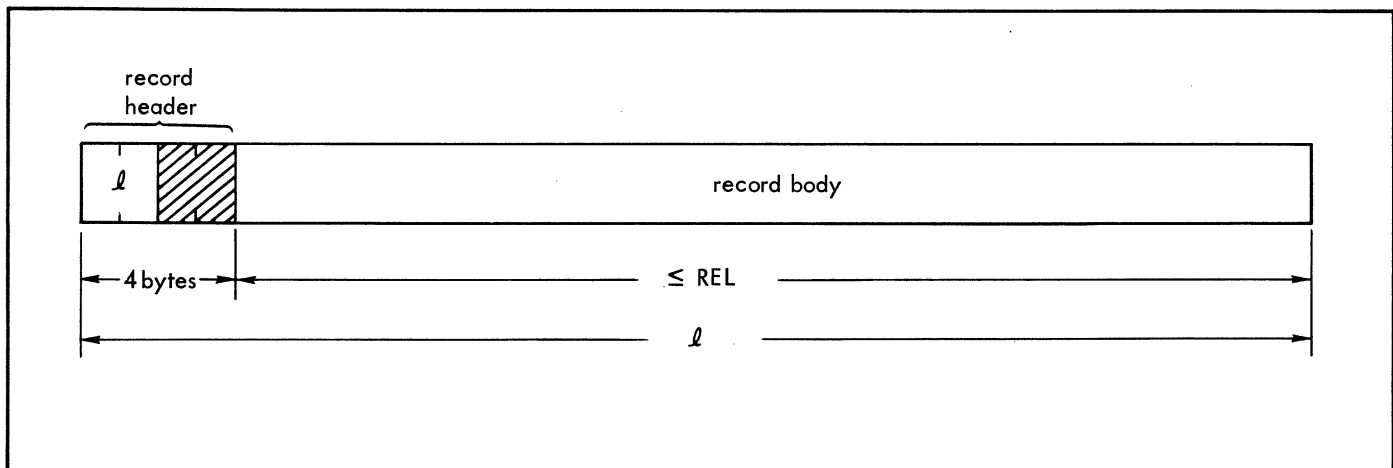 record
header
ℓ
record body
4 bytes
≤ REL
ℓ